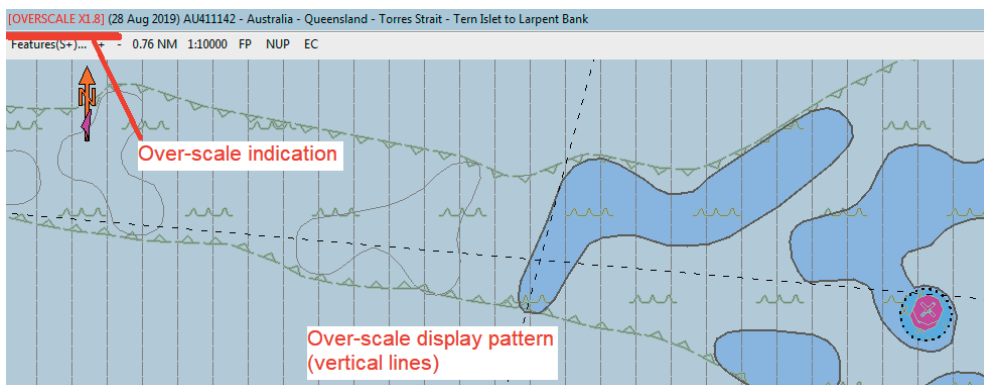 [OVERSCALE X1.8] (28 Aug 2019) AU411142 - Australia - Queensland - Torres Strait - Tern Islet to Larpent Bank
Features(S+)... + - 0.76 NM 1:10000 FP NUP EC
N
Over-scale indication
Over-scale display pattern
(vertical lines)